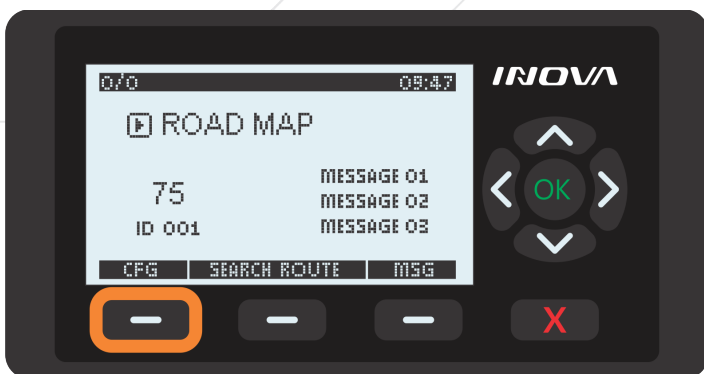 0/0 09:47
INOVA
ROAD MAP
75
ID 001
MESSAGE 01
MESSAGE 02
MESSAGE 03
OK
CFG SEARCH ROUTE MSG
X